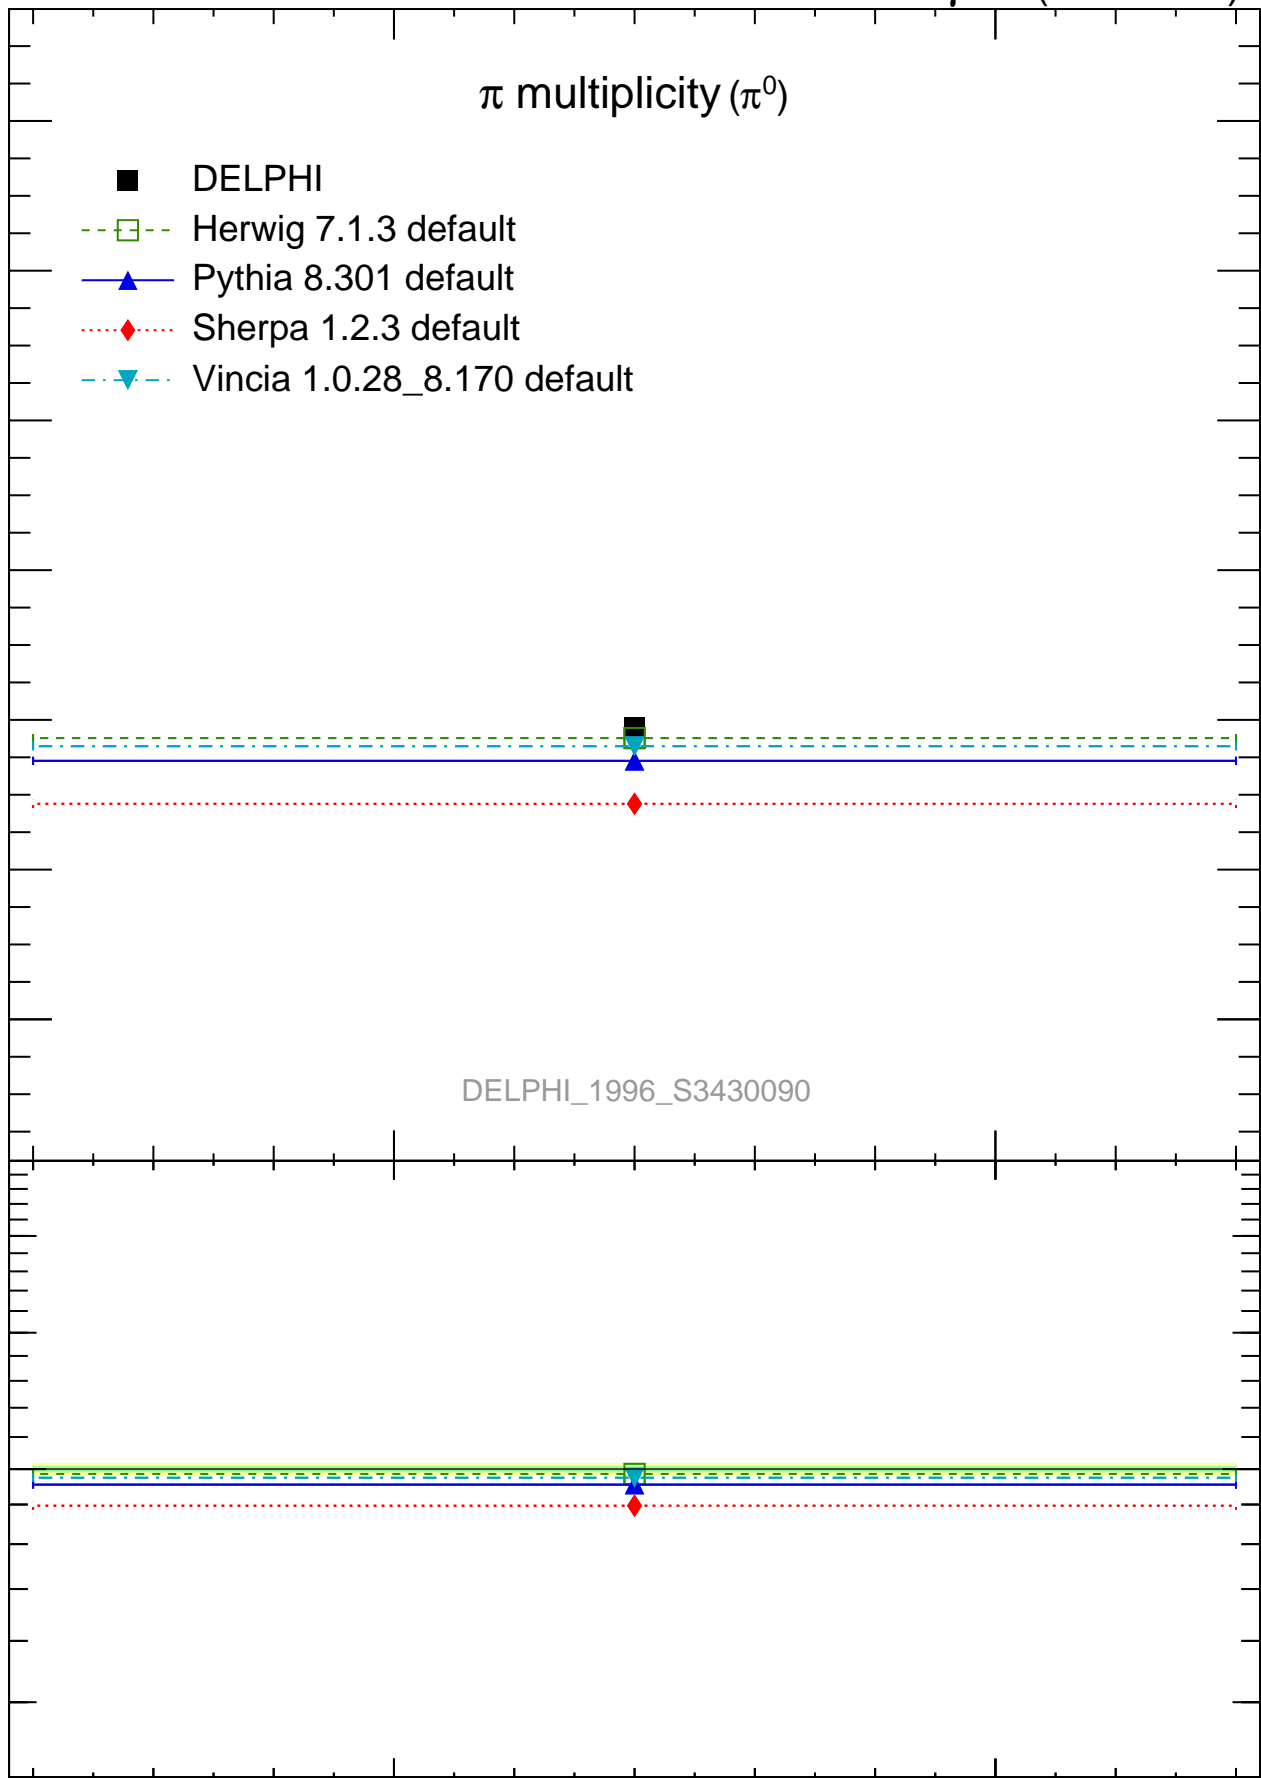 π multiplicity (π⁰)
DELPHI
Herwig 7.1.3 default
Pythia 8.301 default
Sherpa 1.2.3 default
Vincia 1.0.28_8.170 default
DELPHI_1996_S3430090